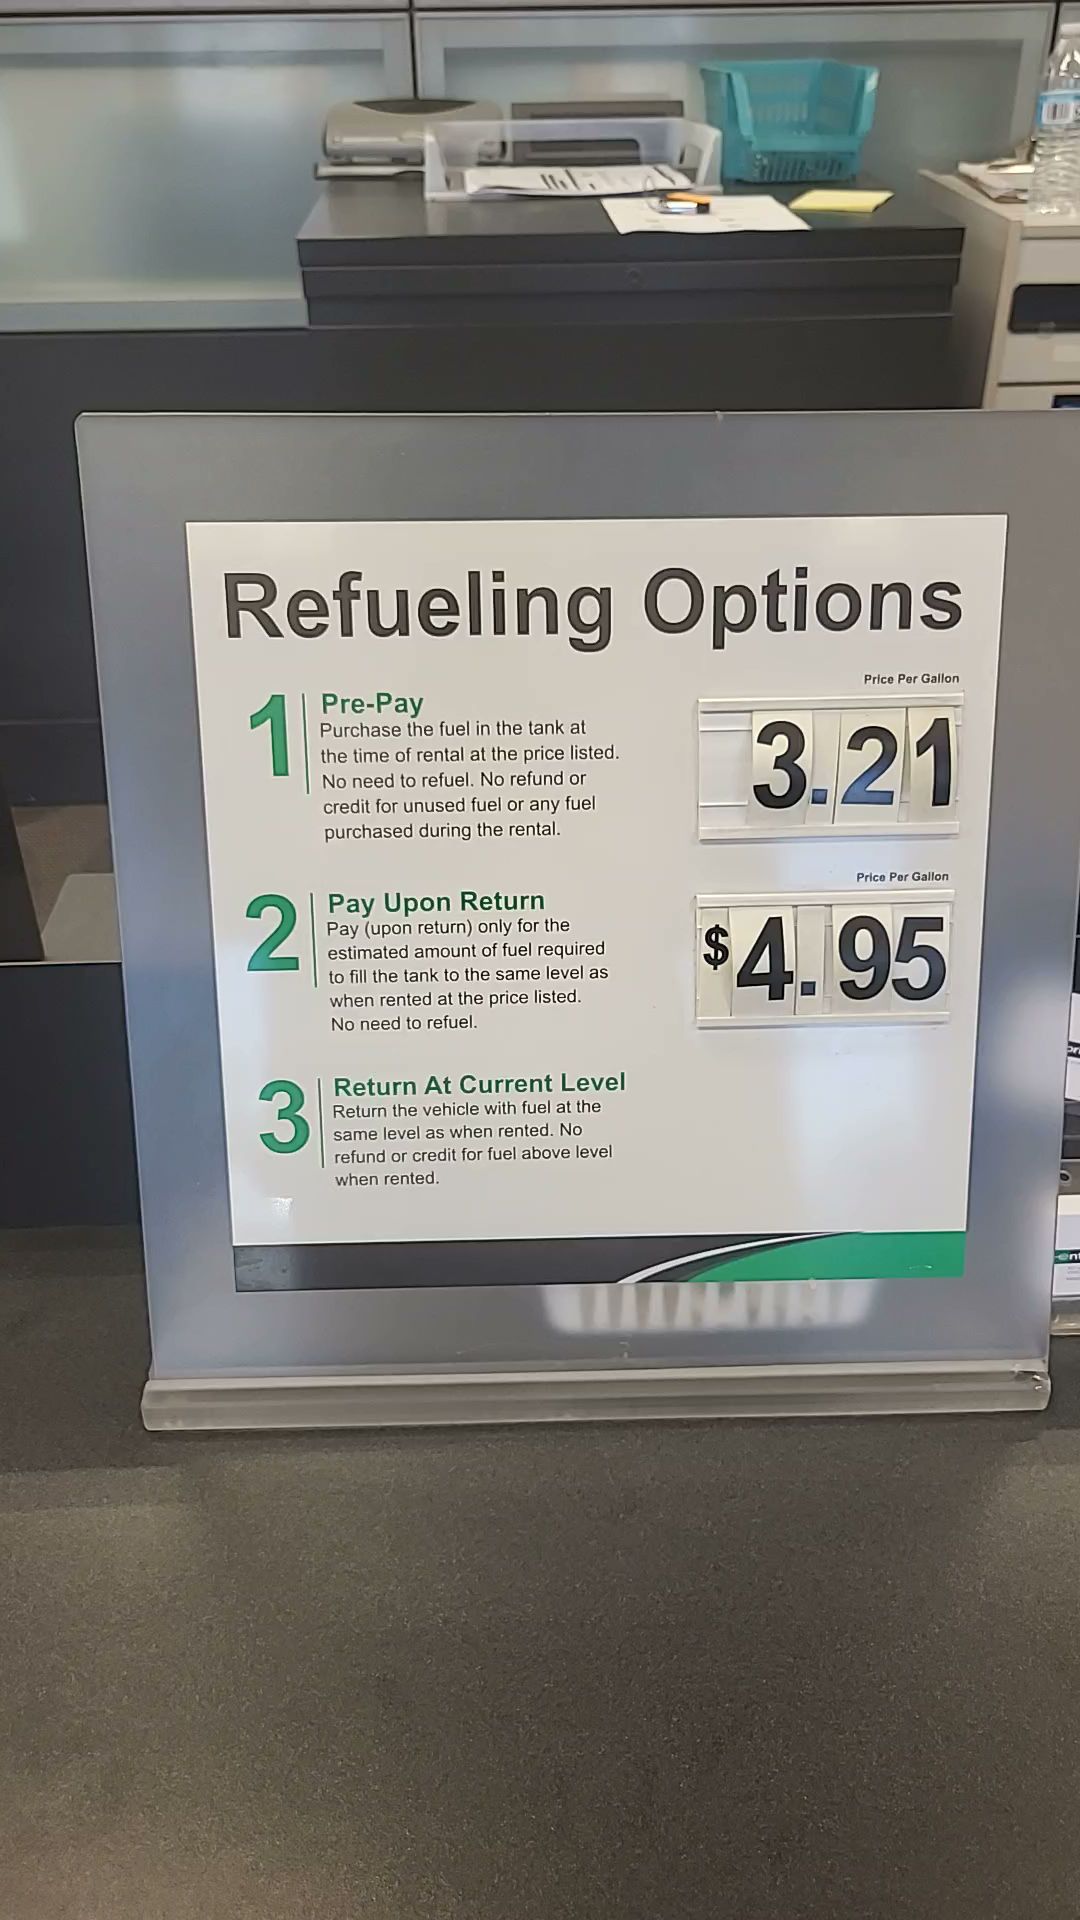 Refueling Options
Price Per Gallon
1
Pre-Pay
Purchase the fuel in the tank at
the time of rental at the price listed.
No need to refuel. No refund or
credit for unused fuel or any fuel
purchased during the rental.
3.21
Price Per Gallon
2
Pay Upon Return
Pay (upon return) only for the
estimated amount of fuel required
to fill the tank to the same level as
when rented at the price listed.
No need to refuel.
$4.95
3
Return At Current Level
Return the vehicle with fuel at the
same level as when rented. No
refund or credit for fuel above level
when rented.